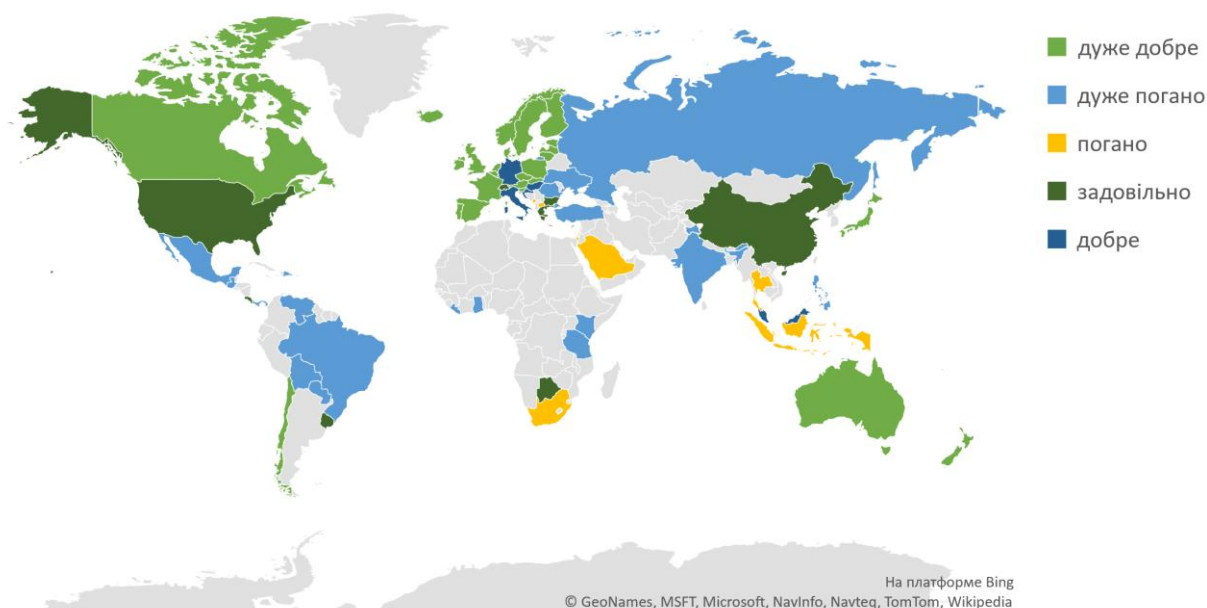 дуже добре
дуже погано
погано
задовільно
добре
На платформе Bing
© GeoNames, MSFT, Microsoft, NavInfo, Navteq, TomTom, Wikipedia